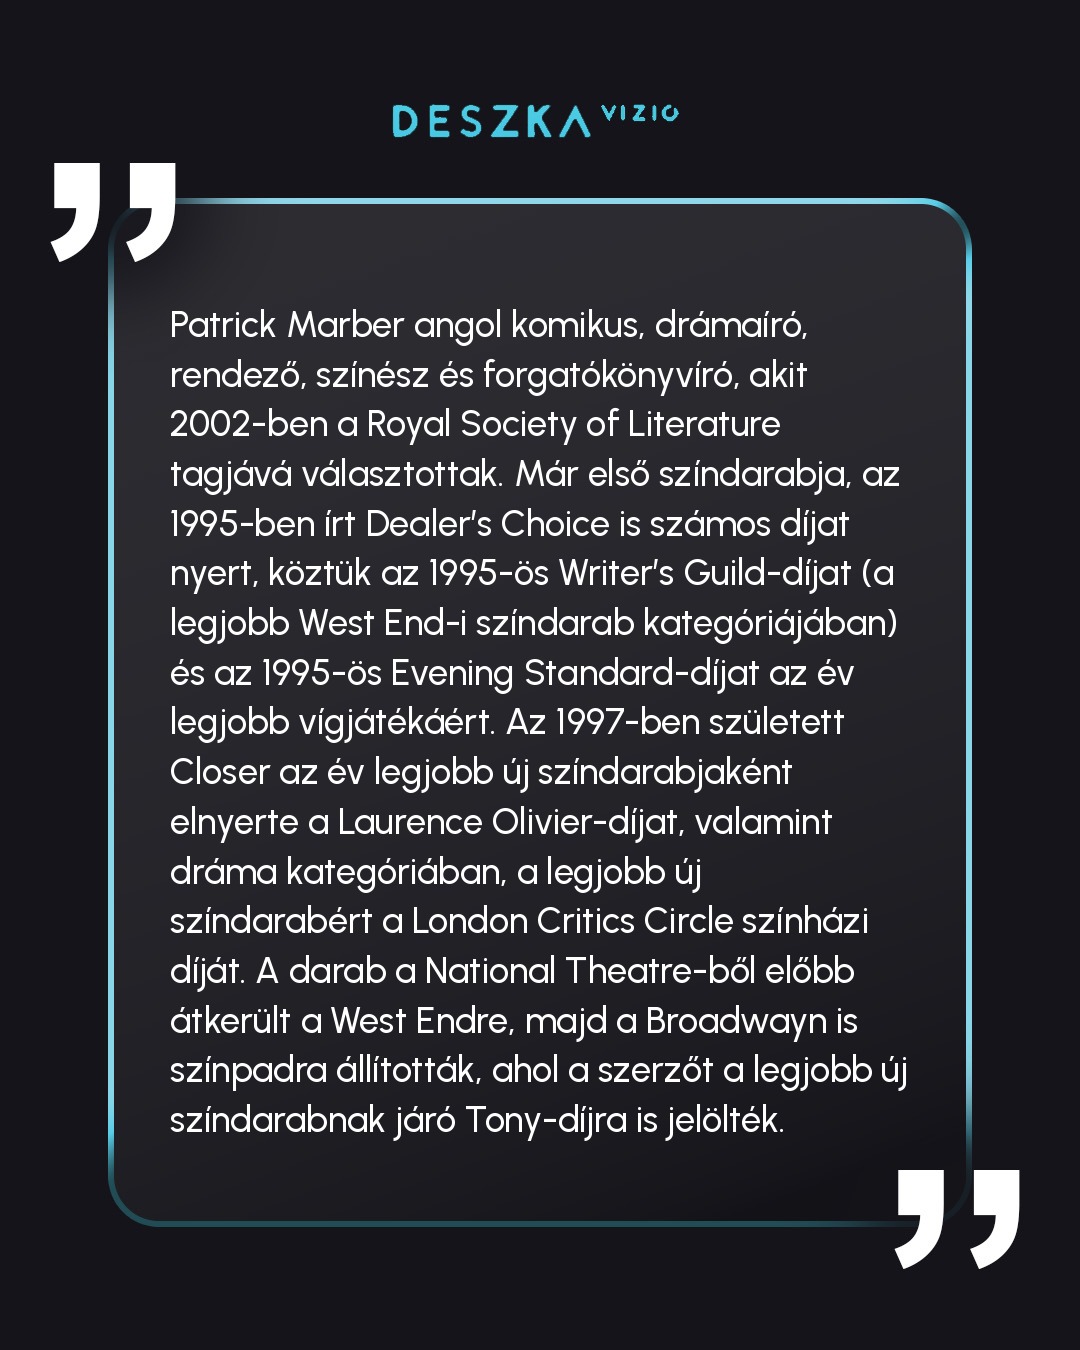 DESZKA VIZIO
Patrick Marber angol komikus, drámaíró,
rendező, színész és forgatókönyvíró, akit
2002-ben a Royal Society of Literature
tagjává választottak. Már első színdarabja, az
1995-ben írt Dealer's Choice is számos díjat
nyert, köztük az 1995-ös Writer's Guild-díjat (a
legjobb West End-i színdarab kategóriájában)
és az 1995-ös Evening Standard-díjat az év
legjobb vígjátékáért. Az 1997-ben született
Closer az év legjobb új színdarabjaként
elnyerte a Laurence Olivier-díjat, valamint
dráma kategóriában, a legjobb új
színdarabért a London Critics Circle színházi
díját. A darab a National Theatre-ből előbb
átkerült a West Endre, majd a Broadwayn is
színpadra állították, ahol a szerzőt a legjobb új
színdarabnak járó Tony-díjra is jelölték.